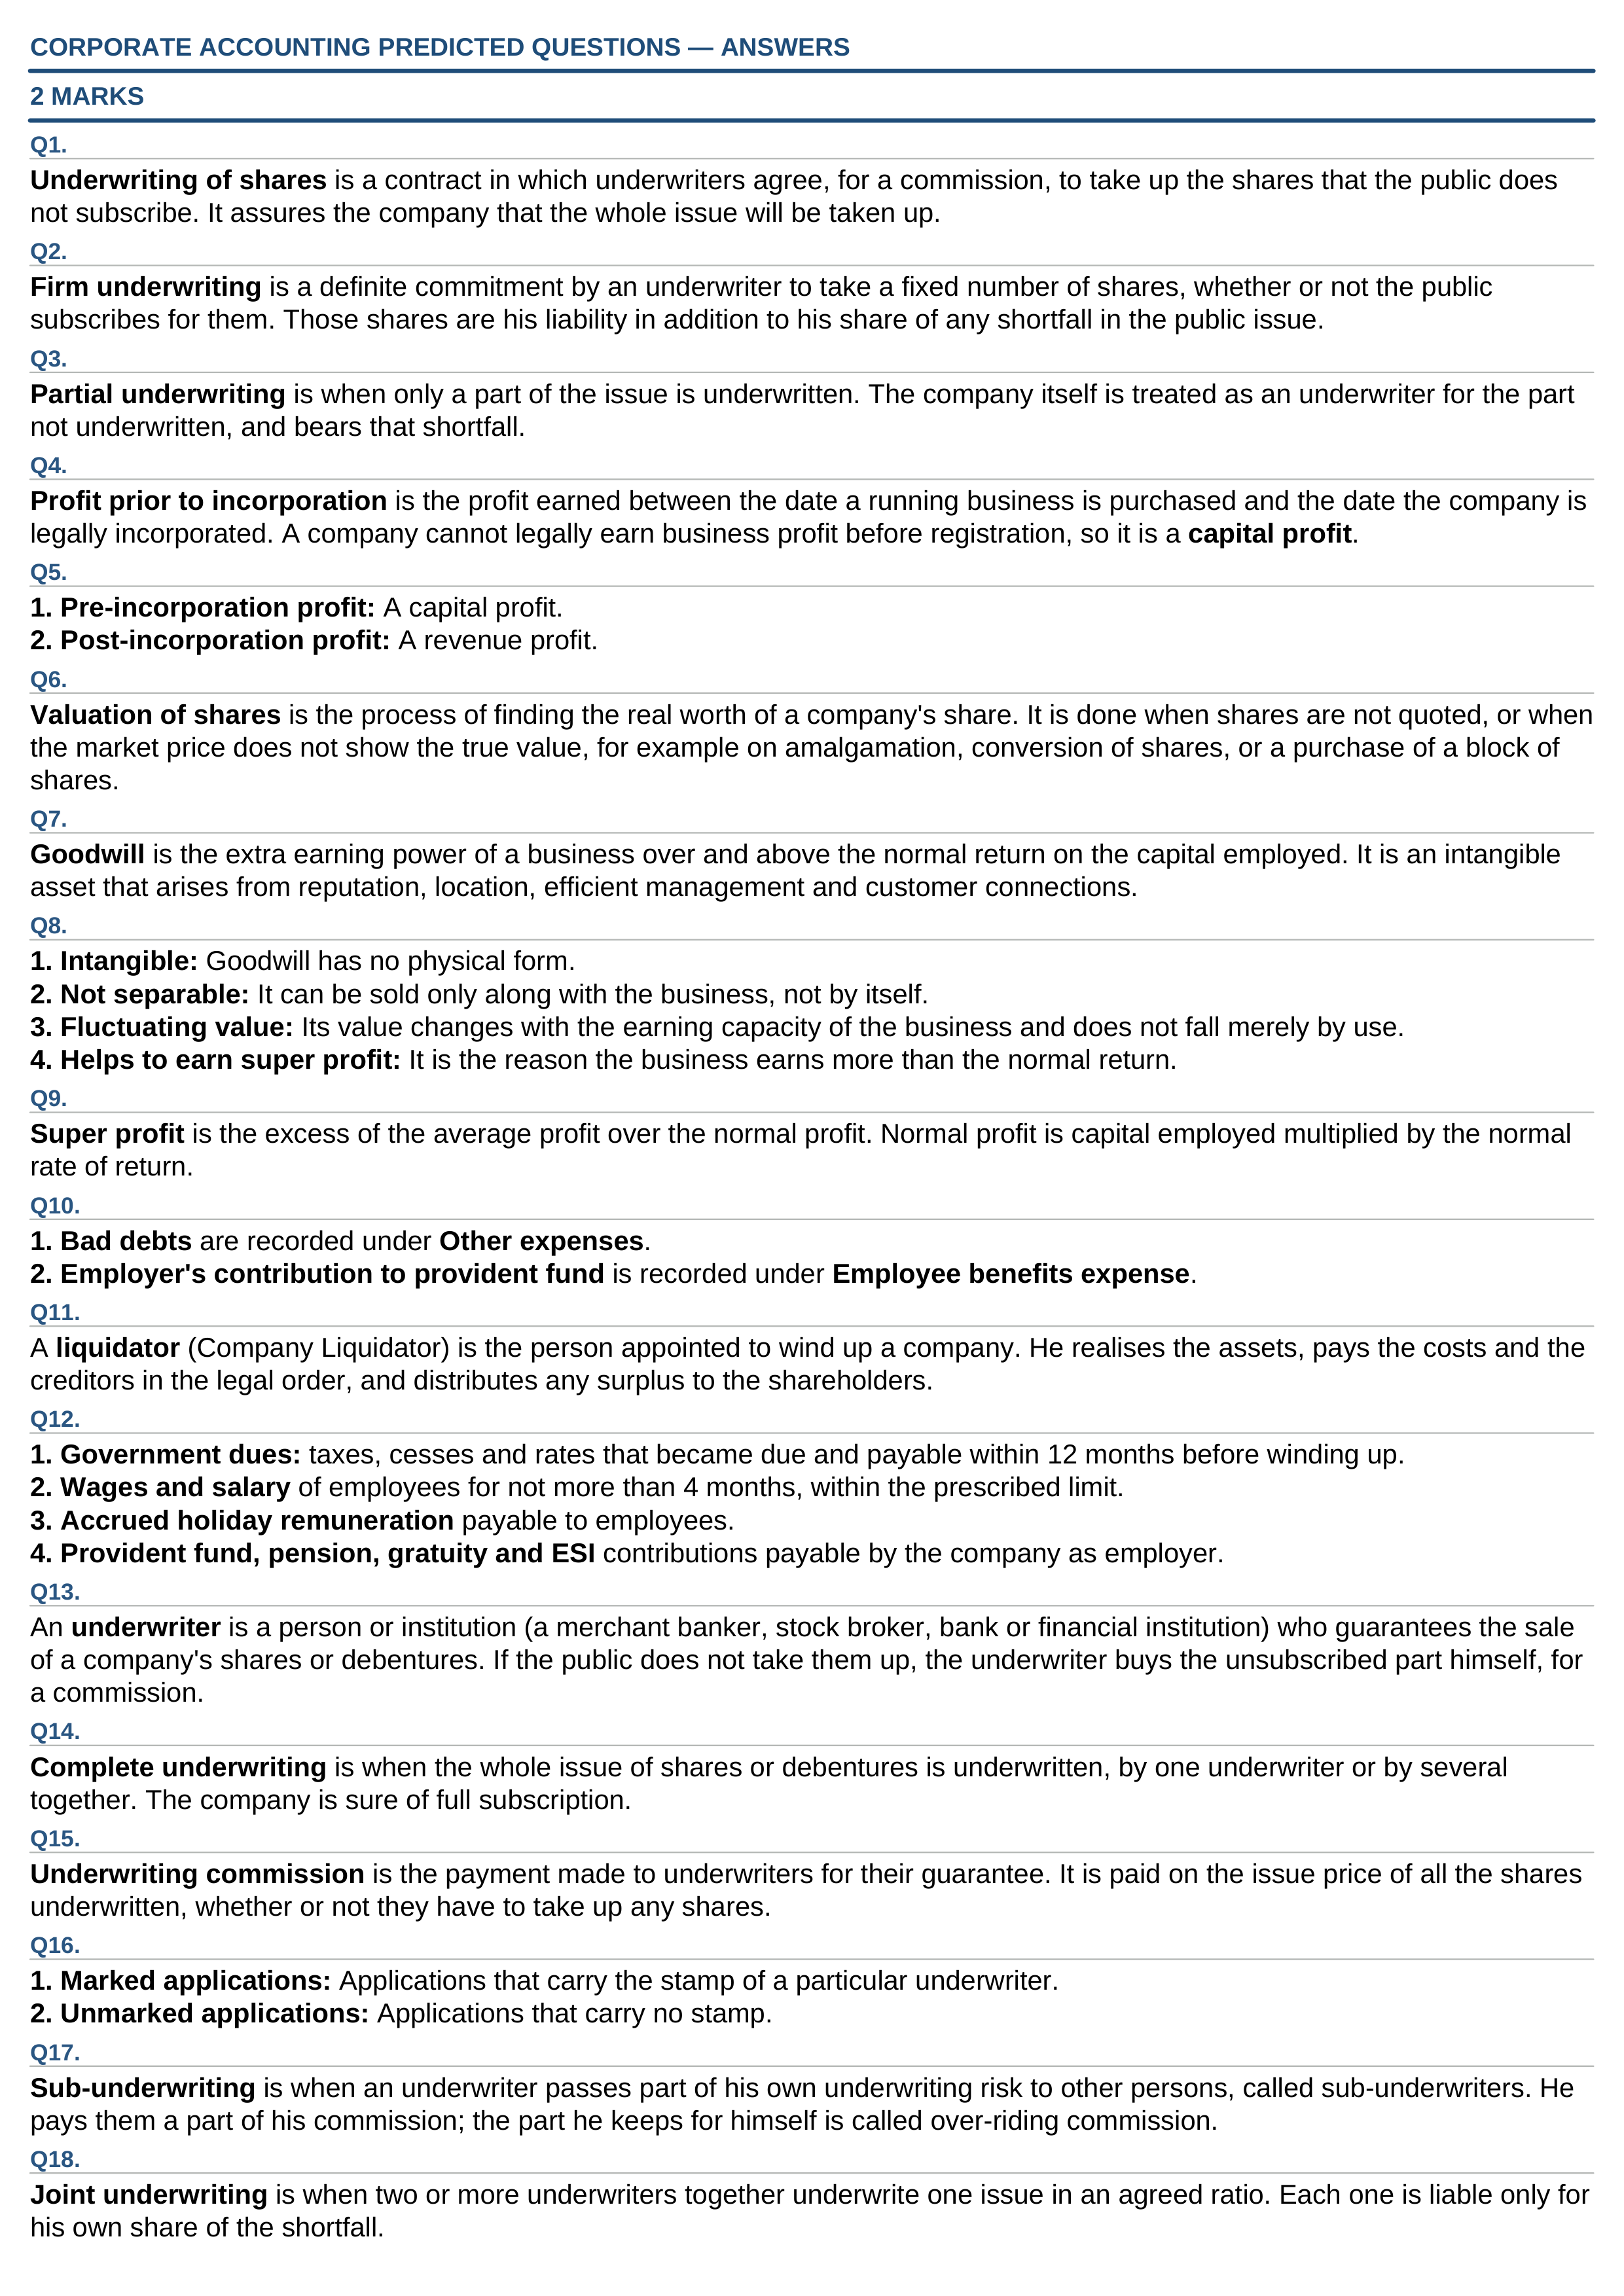 CORPORATE ACCOUNTING PREDICTED QUESTIONS — ANSWERS
2 MARKS
Q1.
Underwriting of shares is a contract in which underwriters agree, for a commission, to take up the shares that the public does
not subscribe. It assures the company that the whole issue will be taken up.
Q2.
Firm underwriting is a definite commitment by an underwriter to take a fixed number of shares, whether or not the public
subscribes for them. Those shares are his liability in addition to his share of any shortfall in the public issue.
Q3.
Partial underwriting is when only a part of the issue is underwritten. The company itself is treated as an underwriter for the part
not underwritten, and bears that shortfall.
Q4.
Profit prior to incorporation is the profit earned between the date a running business is purchased and the date the company is
legally incorporated. A company cannot legally earn business profit before registration, so it is a capital profit.
Q5.
1. Pre-incorporation profit: A capital profit.
2. Post-incorporation profit: A revenue profit.
Q6.
Valuation of shares is the process of finding the real worth of a company's share. It is done when shares are not quoted, or when
the market price does not show the true value, for example on amalgamation, conversion of shares, or a purchase of a block of
shares.
Q7.
Goodwill is the extra earning power of a business over and above the normal return on the capital employed. It is an intangible
asset that arises from reputation, location, efficient management and customer connections.
Q8.
1. Intangible: Goodwill has no physical form.
2. Not separable: It can be sold only along with the business, not by itself.
3. Fluctuating value: Its value changes with the earning capacity of the business and does not fall merely by use.
4. Helps to earn super profit: It is the reason the business earns more than the normal return.
Q9.
Super profit is the excess of the average profit over the normal profit. Normal profit is capital employed multiplied by the normal
rate of return.
Q10.
1. Bad debts are recorded under Other expenses.
2. Employer's contribution to provident fund is recorded under Employee benefits expense.
Q11.
A liquidator (Company Liquidator) is the person appointed to wind up a company. He realises the assets, pays the costs and the
creditors in the legal order, and distributes any surplus to the shareholders.
Q12.
1. Government dues: taxes, cesses and rates that became due and payable within 12 months before winding up.
2. Wages and salary of employees for not more than 4 months, within the prescribed limit.
3. Accrued holiday remuneration payable to employees.
4. Provident fund, pension, gratuity and ESI contributions payable by the company as employer.
Q13.
An underwriter is a person or institution (a merchant banker, stock broker, bank or financial institution) who guarantees the sale
of a company's shares or debentures. If the public does not take them up, the underwriter buys the unsubscribed part himself, for
a commission.
Q14.
Complete underwriting is when the whole issue of shares or debentures is underwritten, by one underwriter or by several
together. The company is sure of full subscription.
Q15.
Underwriting commission is the payment made to underwriters for their guarantee. It is paid on the issue price of all the shares
underwritten, whether or not they have to take up any shares.
Q16.
1. Marked applications: Applications that carry the stamp of a particular underwriter.
2. Unmarked applications: Applications that carry no stamp.
Q17.
Sub-underwriting is when an underwriter passes part of his own underwriting risk to other persons, called sub-underwriters. He
pays them a part of his commission; the part he keeps for himself is called over-riding commission.
Q18.
Joint underwriting is when two or more underwriters together underwrite one issue in an agreed ratio. Each one is liable only for
his own share of the shortfall.